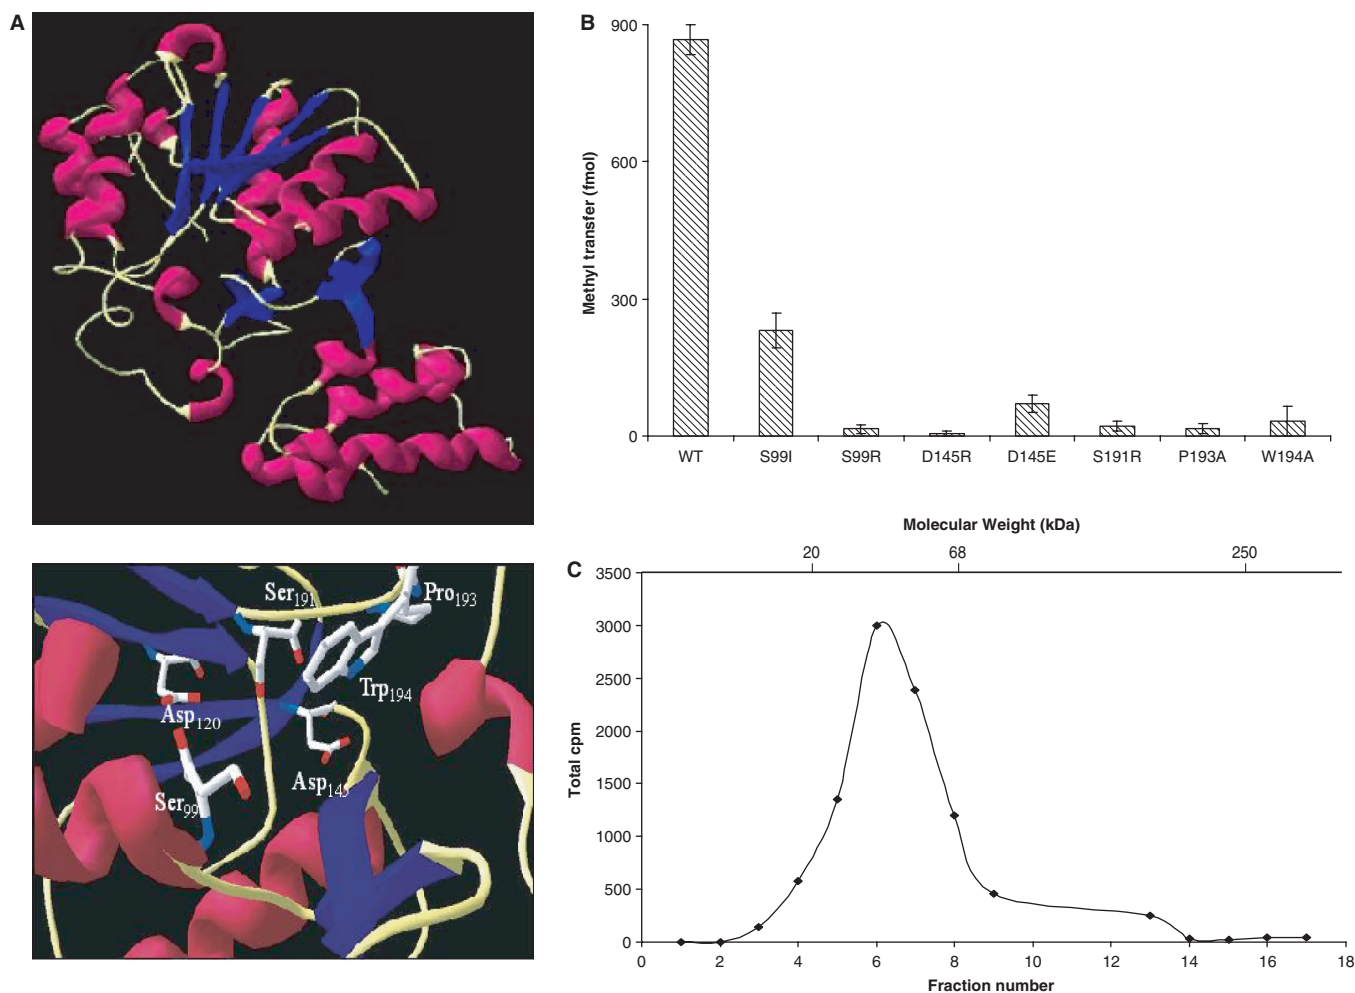 A
Ser191
Pro193
Trp194
Asp120
Asp145
Ser99
B
Methyl transfer (fmol)
900
600
300
0
WT S99I S99R D145R D145E S191R P193A W194A
C
Molecular Weight (kDa)
20 68 250
Total cpm
3500
3000
2500
2000
1500
1000
500
0
0 2 4 6 8 10 12 14 16 18
Fraction number